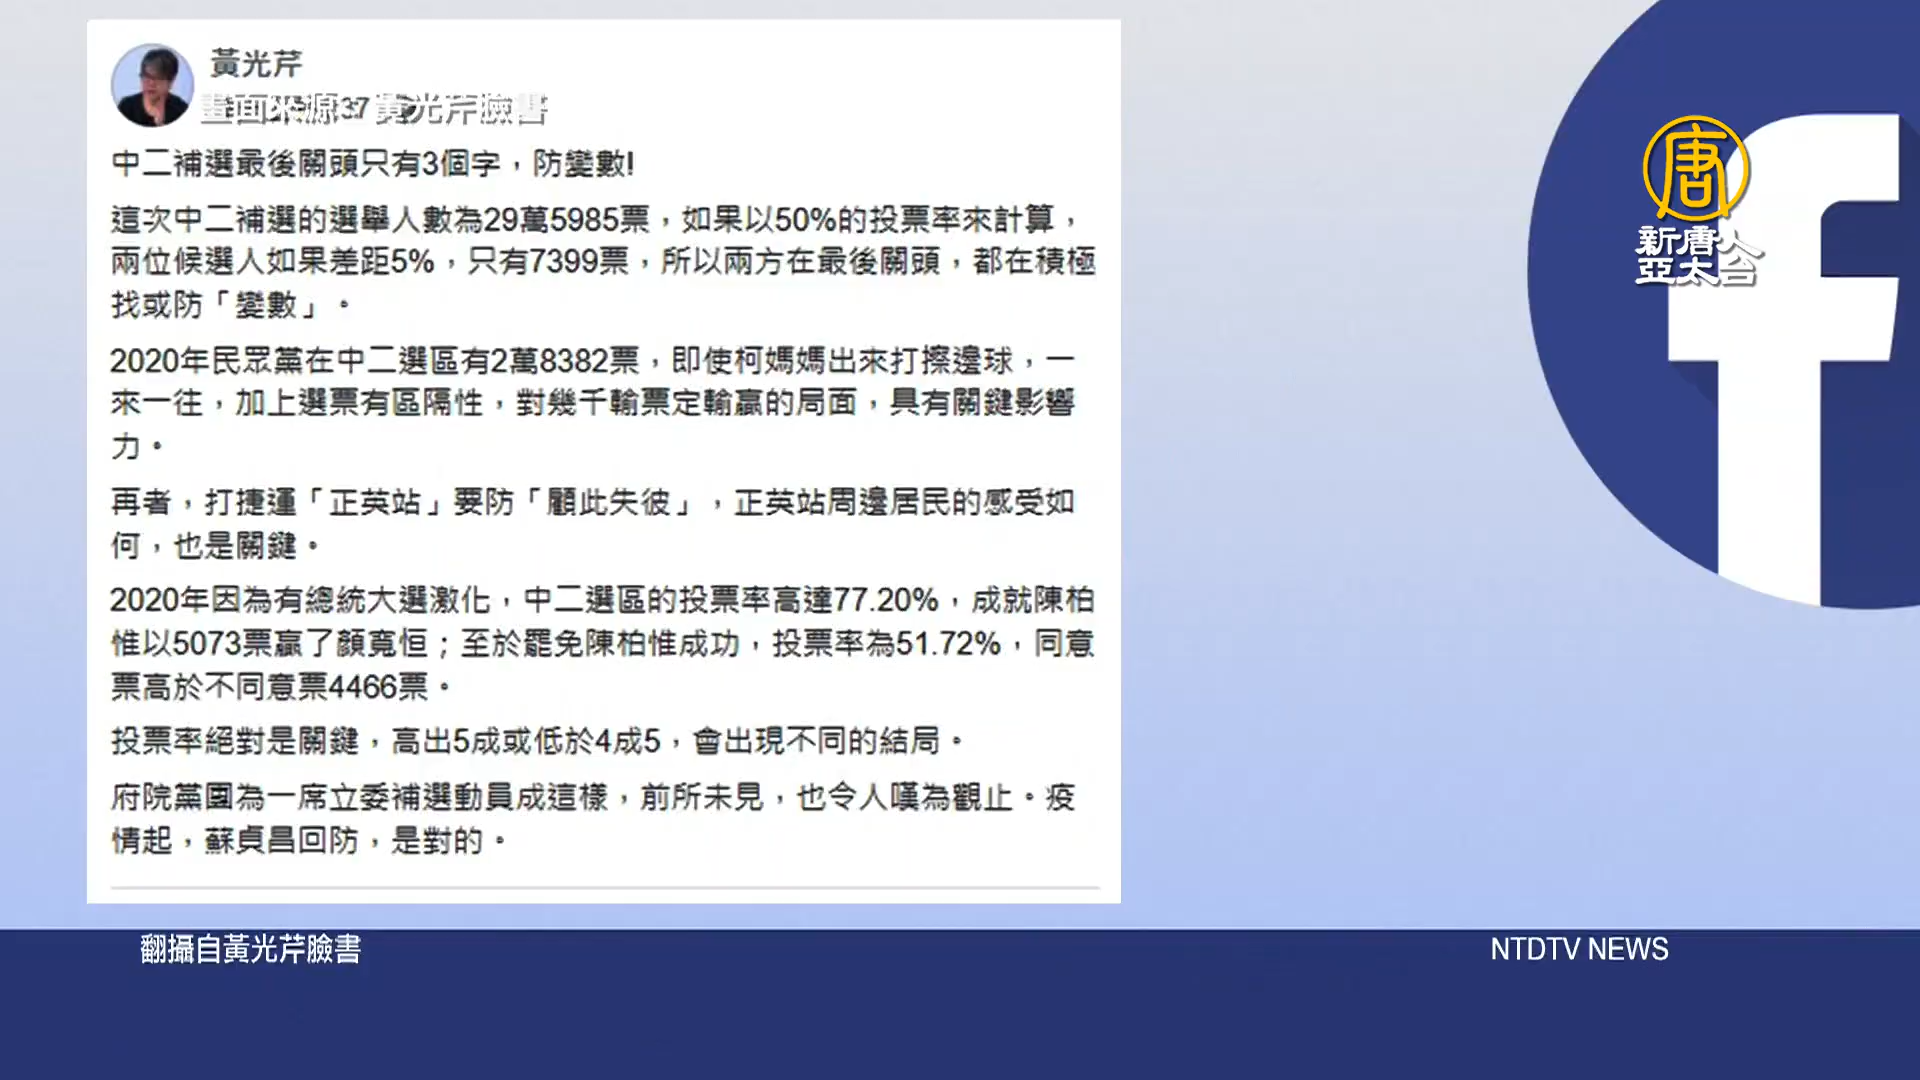 黃光芹
畫面來源：黃光芹臉書
中二補選最後關頭只有3個字，防變數!
這次中二補選的選舉人數為29萬5985票，如果以50%的投票率來計算，
兩位候選人如果差距5%，只有7399票，所以兩方在最後關頭，都在積極
找或防「變數」。
2020年民眾黨在中二選區有2萬8382票，即使柯媽媽出來打擦邊球，一
來一往，加上選票有區隔性，對幾千輸票定輸贏的局面，具有關鍵影響
力。
再者，打捷運「正英站」要防「顧此失彼」，正英站周邊居民的感受如
何，也是關鍵。
2020年因為有總統大選激化，中二選區的投票率高達77.20%，成就陳柏
惟以5073票贏了顏寬恒；至於罷免陳柏惟成功，投票率為51.72%，同意
票高於不同意票4466票。
投票率絕對是關鍵，高出5成或低於4成5，會出現不同的結局。
府院黨團為一席立委補選動員成這樣，前所未見，也令人嘆為觀止。疫
情起，蘇貞昌回防，是對的。
唐
新唐人
亞太台
翻攝自黃光芹臉書
NTDTV NEWS